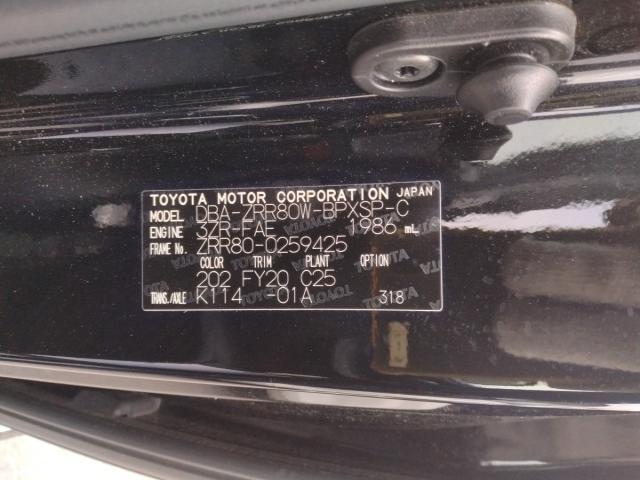 TOYOTA MOTOR CORPORATION JAPAN
MODEL DBA-ZRR80W-BPXSP-C
ENGINE 3ZR-FAE 1986 mL
FRAME No. ZRR80-0259425
COLOR TRIM PLANT OPTION
202 FY20 C25
TRANS./AXLE K114 -01A 318